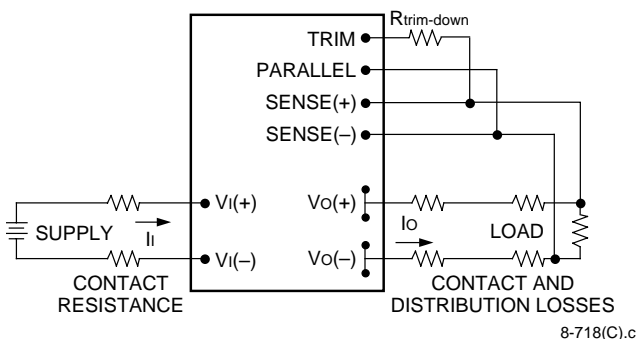 Rtrim-down
TRIM
PARALLEL
SENSE(+)
SENSE(–)
VI(+)
VO(+)
SUPPLY
II
IO
LOAD
VI(–)
VO(–)
CONTACT
RESISTANCE
CONTACT AND
DISTRIBUTION LOSSES
8-718(C).c